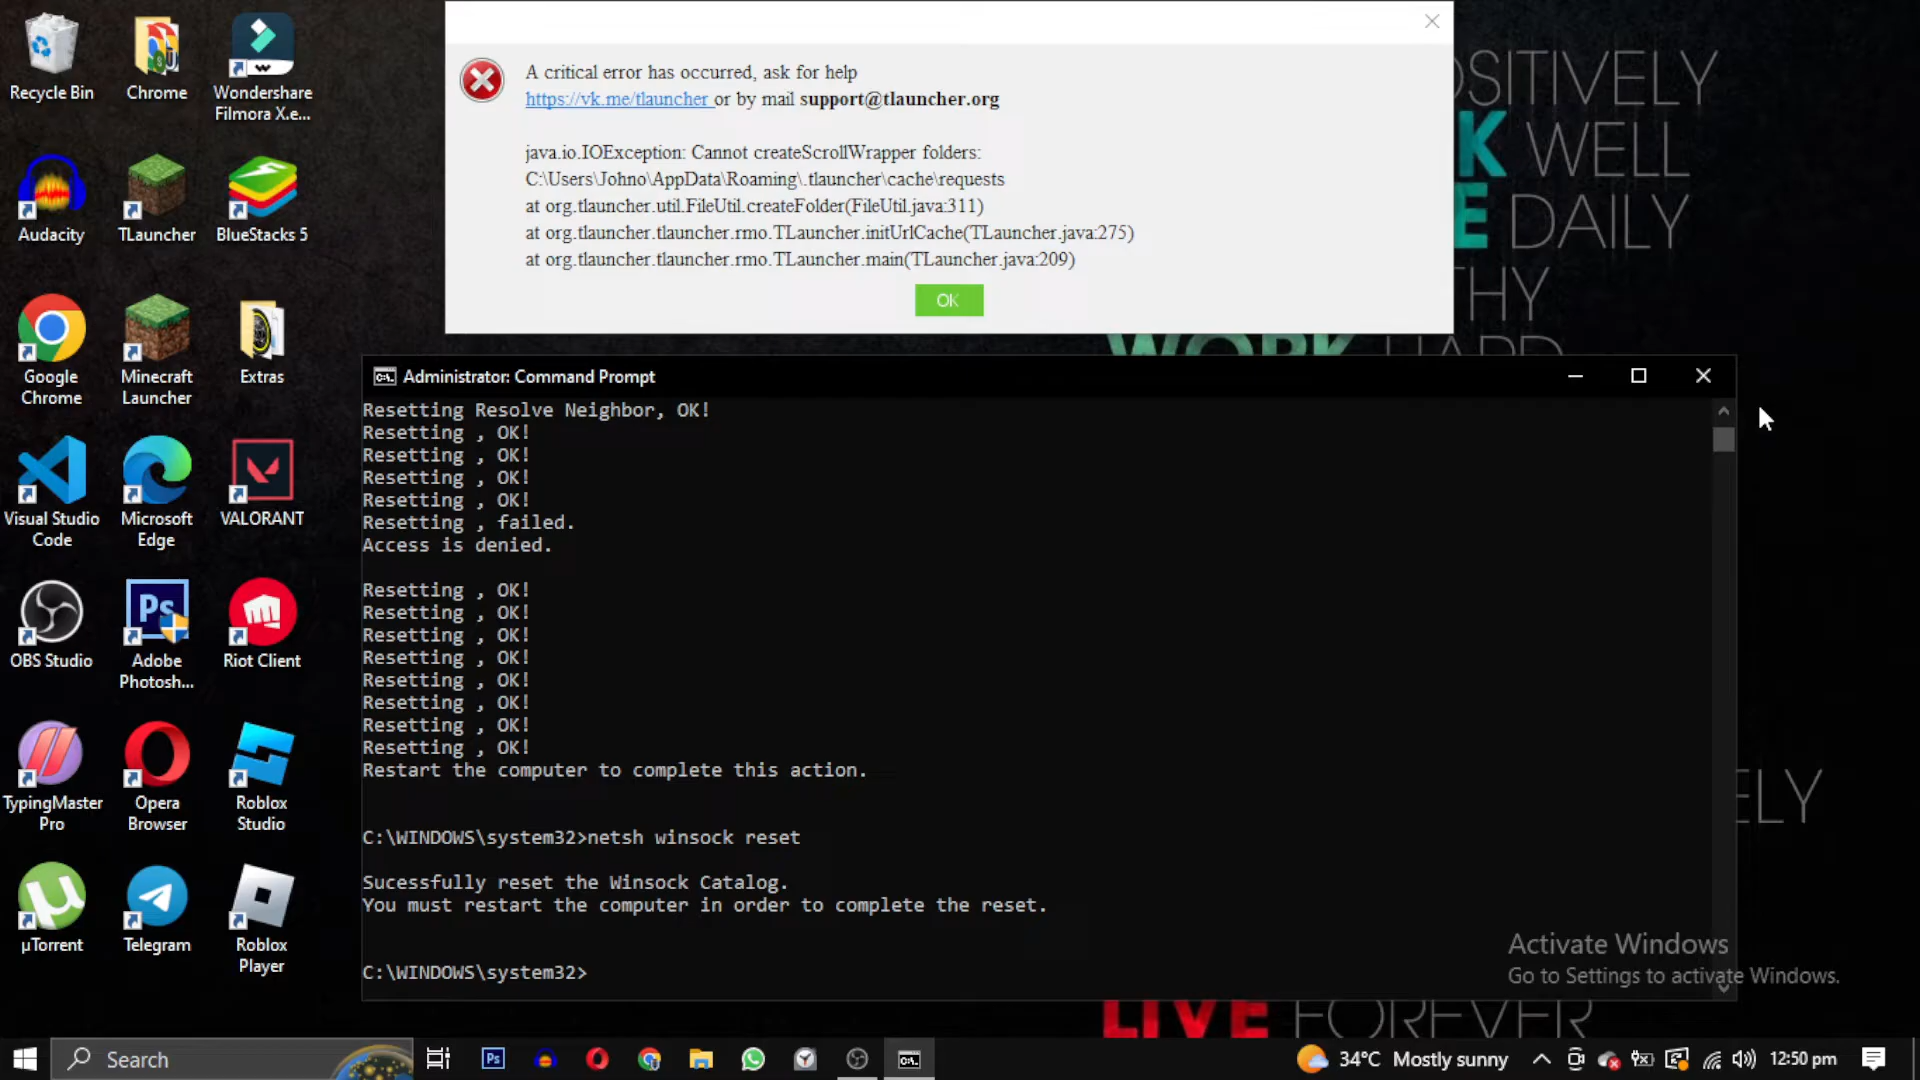 A critical error has occurred, ask for help
https://vk.me/tlauncher or by mail support@tlauncher.org
java.io.IOException: Cannot createScrollWrapper folders:
C:\Users\Johno\AppData\Roaming\.tlauncher\cache\requests
at org.tlauncher.util.FileUtil.createFolder(FileUtil.java:311)
at org.tlauncher.tlauncher.rmo.TLauncher.initUrlCache(TLauncher.java:275)
at org.tlauncher.tlauncher.rmo.TLauncher.main(TLauncher.java:209)
OK
Recycle Bin
Chrome
Wondershare
Filmora X.e...
Audacity
TLauncher
BlueStacks 5
Google
Chrome
Minecraft
Launcher
Extras
Visual Studio
Code
Microsoft
Edge
VALORANT
OBS Studio
Adobe
Photosh...
Riot Client
TypingMaster
Pro
Opera
Browser
Roblox
Studio
µTorrent
Telegram
Roblox
Player
Administrator: Command Prompt
Resetting Resolve Neighbor, OK!
Resetting , OK!
Resetting , OK!
Resetting , OK!
Resetting , OK!
Resetting , failed.
Access is denied.
Resetting , OK!
Resetting , OK!
Resetting , OK!
Resetting , OK!
Resetting , OK!
Resetting , OK!
Resetting , OK!
Resetting , OK!
Restart the computer to complete this action.
C:\WINDOWS\system32>netsh winsock reset
Sucessfully reset the Winsock Catalog.
You must restart the computer in order to complete the reset.
C:\WINDOWS\system32>
WELL
DAILY
WORK HARD
LIVE FOREVER
Activate Windows
Go to Settings to activate Windows.
Search
34°C Mostly sunny
12:50 pm